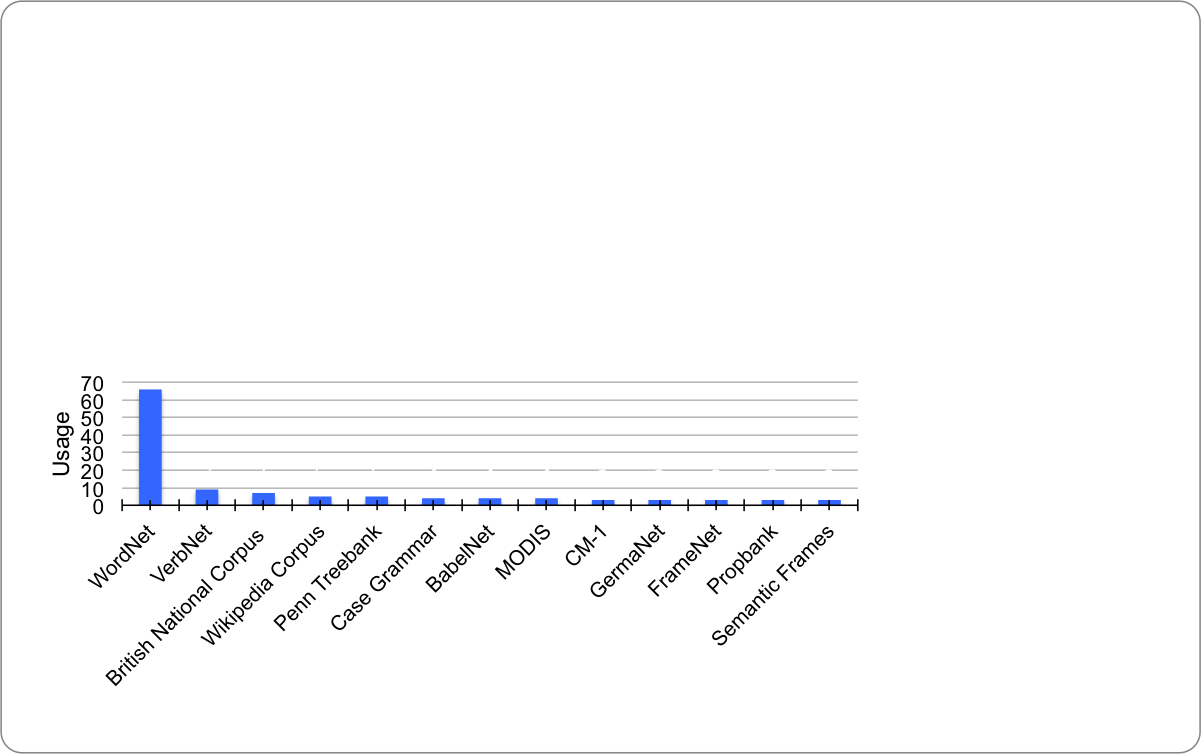 Usage
70
60
50
40
30
20
10
0
WordNet
VerbNet
British National Corpus
Wikipedia Corpus
Penn Treebank
Case Grammar
BabelNet
MODIS
CM-1
GermaNet
FrameNet
Propbank
Semantic Frames